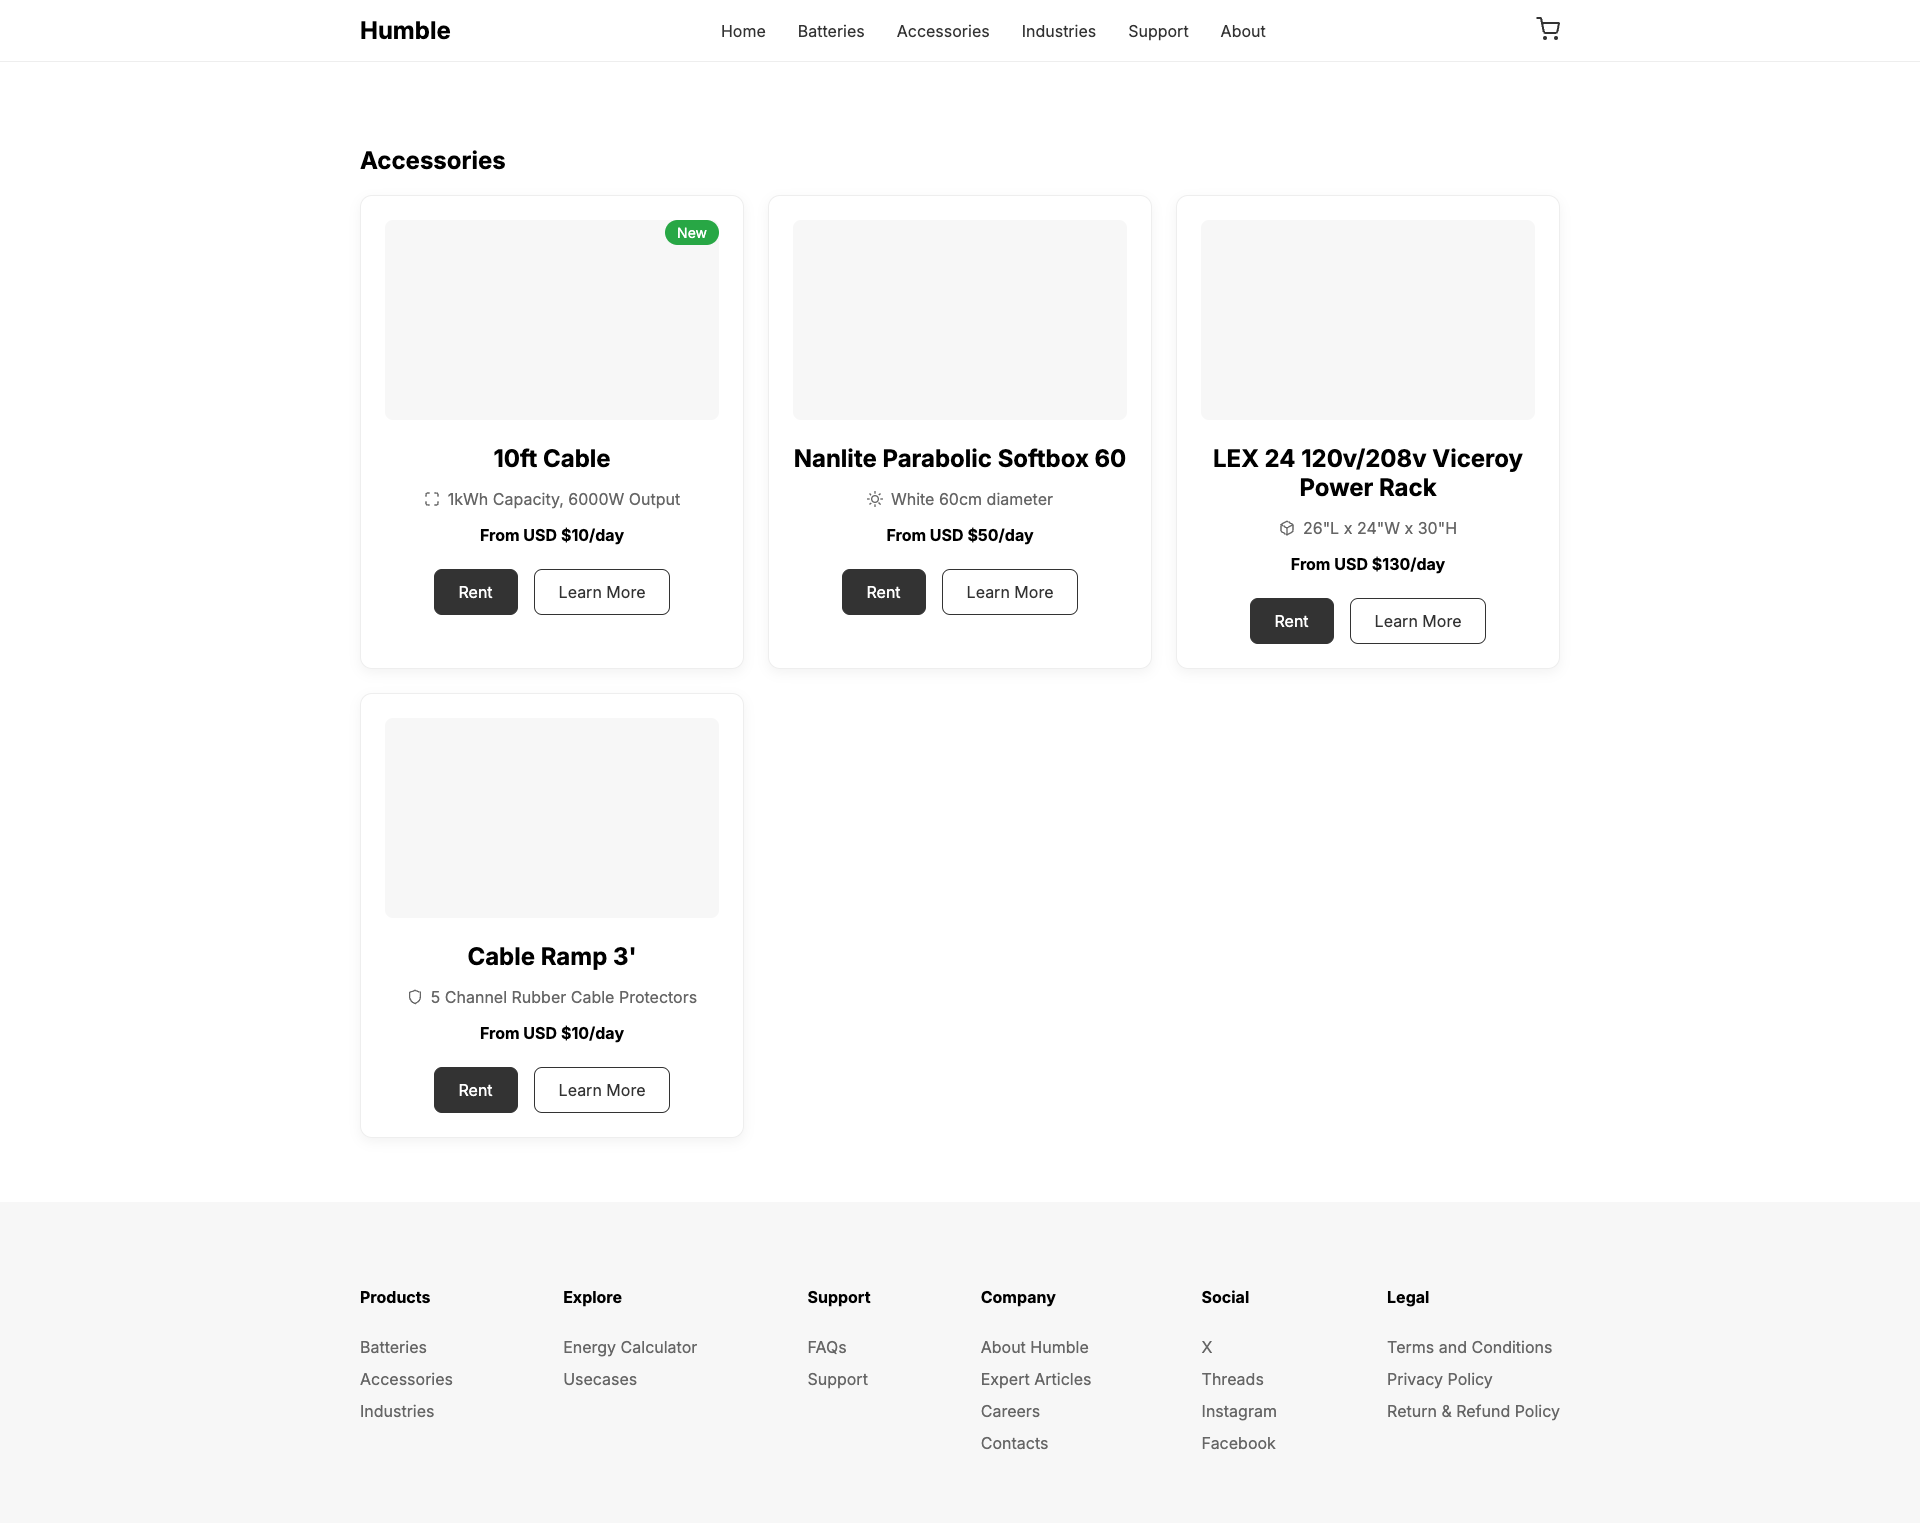 Humble
Home
Batteries
Accessories
Industries
Support
About
Accessories
New
10ft Cable
1kWh Capacity, 6000W Output
From USD $10/day
Rent
Learn More
Nanlite Parabolic Softbox 60
White 60cm diameter
From USD $50/day
Rent
Learn More
LEX 24 120v/208v Viceroy
Power Rack
26"L x 24"W x 30"H
From USD $130/day
Rent
Learn More
Cable Ramp 3'
5 Channel Rubber Cable Protectors
From USD $10/day
Rent
Learn More
Products
Batteries
Accessories
Industries
Explore
Energy Calculator
Usecases
Support
FAQs
Support
Company
About Humble
Expert Articles
Careers
Contacts
Social
X
Threads
Instagram
Facebook
Legal
Terms and Conditions
Privacy Policy
Return & Refund Policy